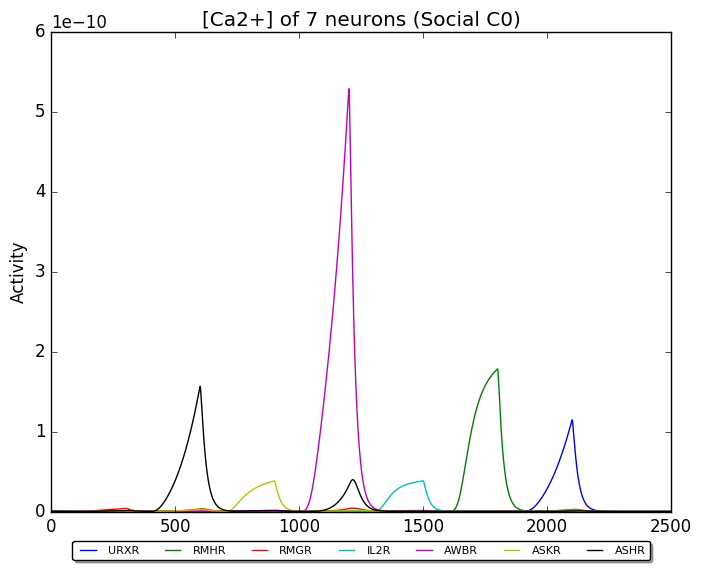 [Ca2+] of 7 neurons (Social C0)
1e−10
6
5
4
3
2
1
0
Activity
0 500 1000 1500 2000 2500
URXR RMHR RMGR IL2R AWBR ASKR ASHR